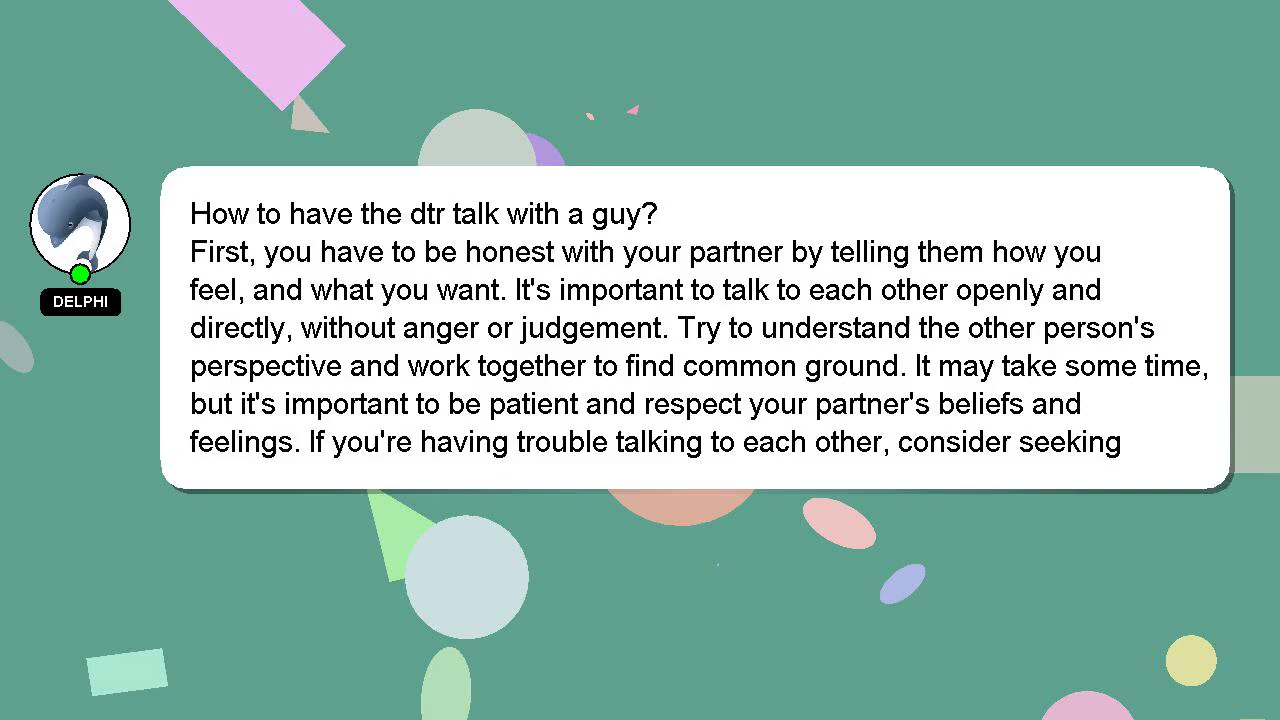 How to have the dtr talk with a guy?
First, you have to be honest with your partner by telling them how you
feel, and what you want. It's important to talk to each other openly and
directly, without anger or judgement. Try to understand the other person's
perspective and work together to find common ground. It may take some time,
but it's important to be patient and respect your partner's beliefs and
feelings. If you're having trouble talking to each other, consider seeking
DELPHI